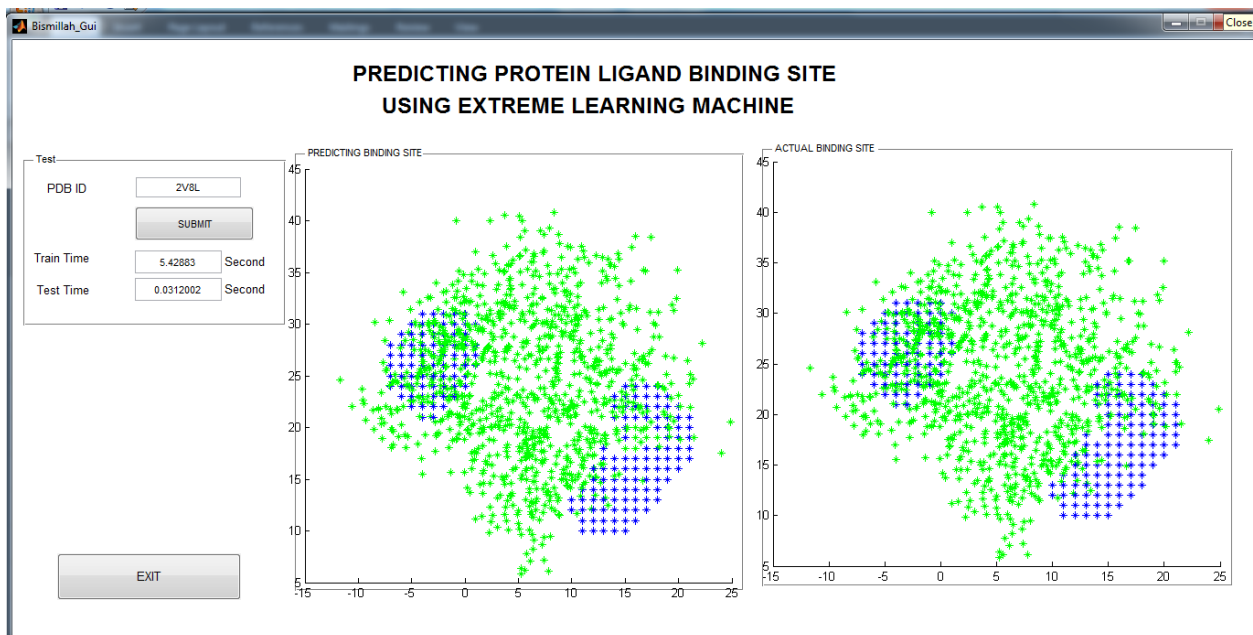 Bismillah_Gui
Close
PREDICTING PROTEIN LIGAND BINDING SITE
USING EXTREME LEARNING MACHINE
Test
PDB ID
2V8L
SUBMIT
Train Time
5.42883
Second
Test Time
0.0312002
Second
EXIT
PREDICTING BINDING SITE
45
40
35
30
25
20
15
10
5
-15 -10 -5 0 5 10 15 20 25
ACTUAL BINDING SITE
45
40
35
30
25
20
15
10
5
-15 -10 -5 0 5 10 15 20 25